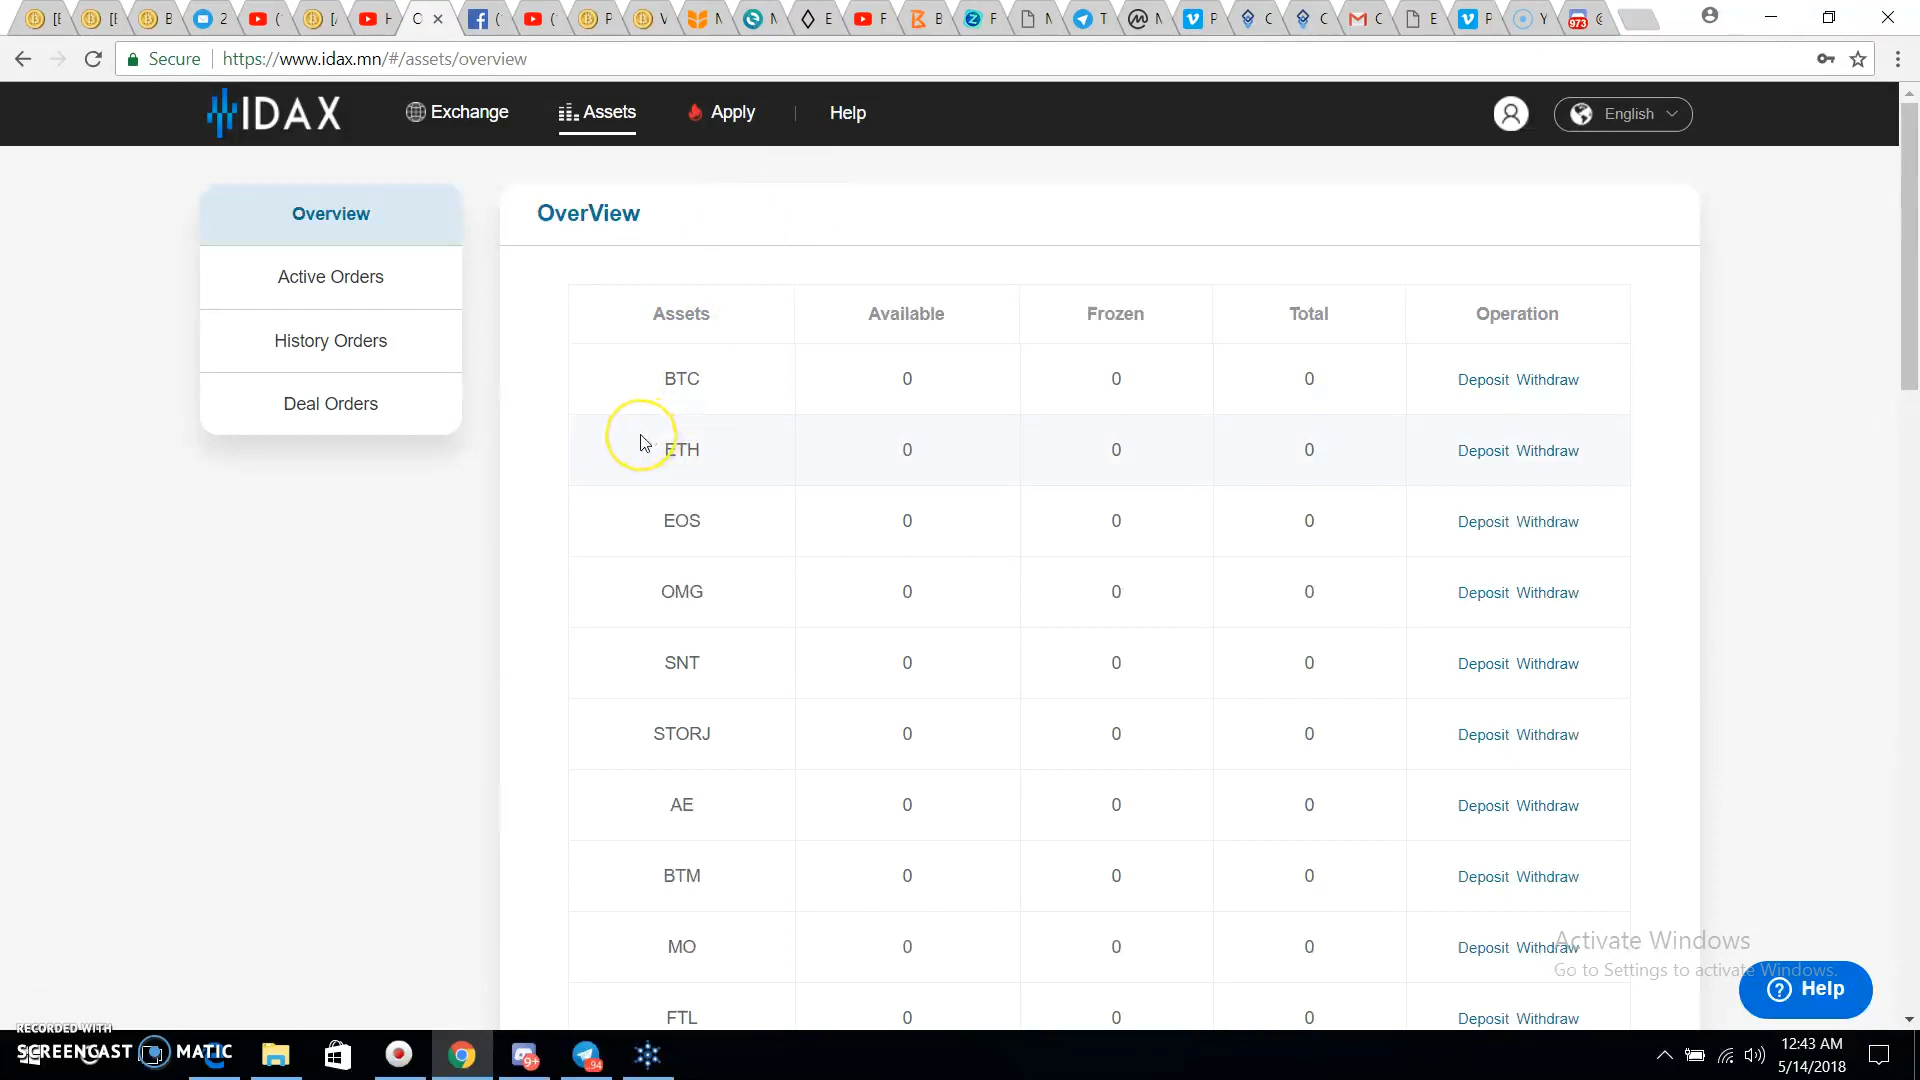 [E
[E
E
2
(
[
H
C
(
(
P
V
M
M
E
F
B
F
M
T
M
P
C
C
C
E
P
Y
973
@
Secure
https://www.idax.mn/#/assets/overview
IDAX
Exchange
Assets
Apply
Help
English
Overview
Active Orders
History Orders
Deal Orders
OverView
Assets Available Frozen Total Operation
BTC 0 0 0 Deposit Withdraw
ETH 0 0 0 Deposit Withdraw
EOS 0 0 0 Deposit Withdraw
OMG 0 0 0 Deposit Withdraw
SNT 0 0 0 Deposit Withdraw
STORJ 0 0 0 Deposit Withdraw
AE 0 0 0 Deposit Withdraw
BTM 0 0 0 Deposit Withdraw
MO 0 0 0 Deposit Withdraw
FTL 0 0 0 Deposit Withdraw
Activate Windows
Go to Settings to activate Windows.
Help
RECORDED WITH
SCREENCAST MATIC
9+
94
12:43 AM
5/14/2018